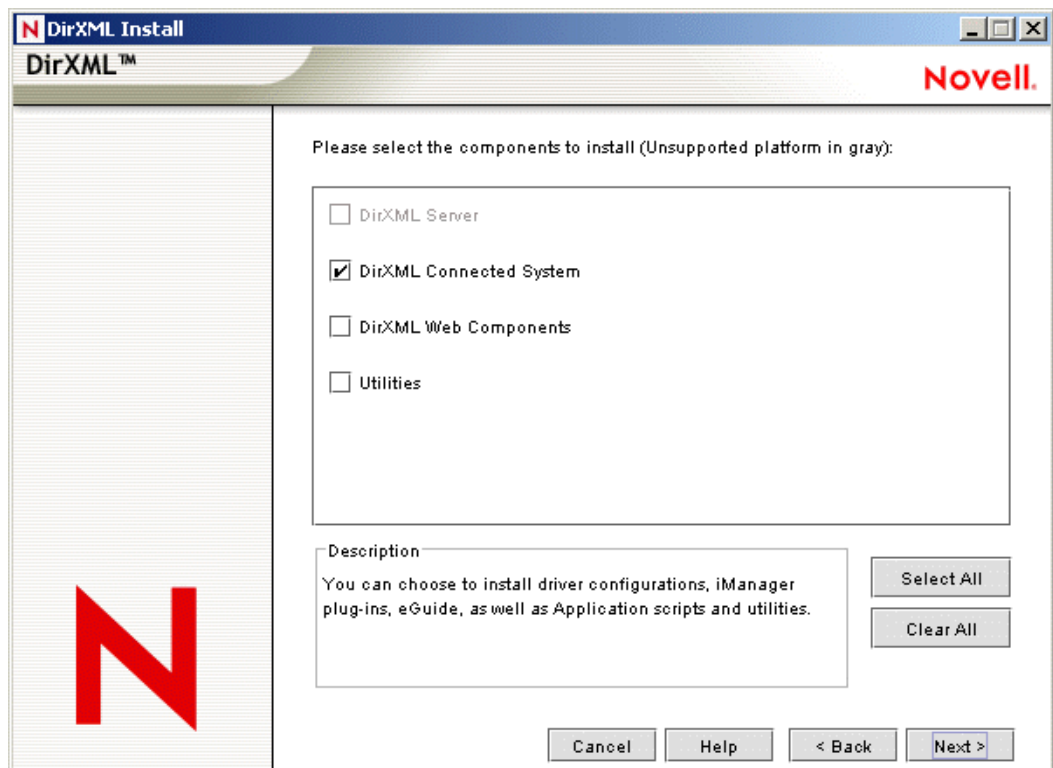 N DirXML Install
DirXML™
Novell.
Please select the components to install (Unsupported platform in gray):
DirXML Server
DirXML Connected System
DirXML Web Components
Utilities
Description
You can choose to install driver configurations, iManager
plug-ins, eGuide, as well as Application scripts and utilities.
Select All
Clear All
N
Cancel
Help
< Back
Next >